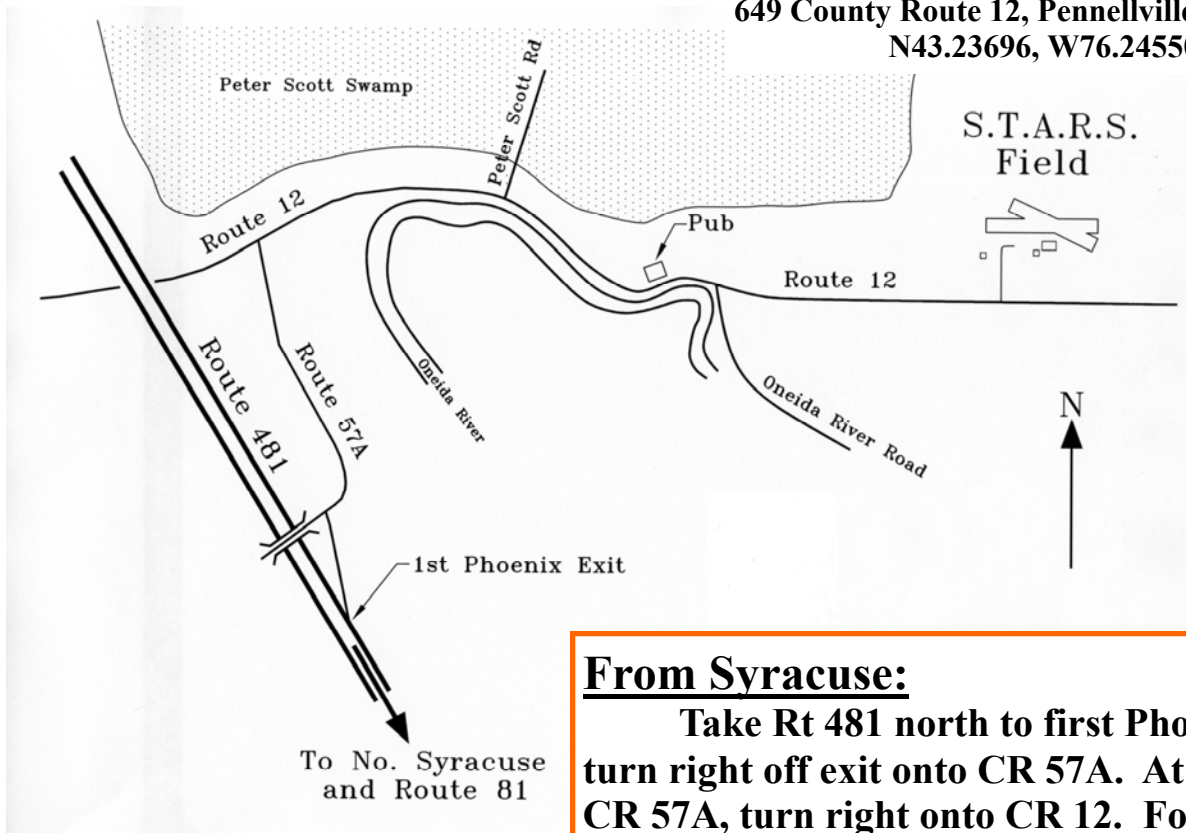 649 County Route 12, Pennellville
N43.23696, W76.24550
Peter Scott Swamp
Peter Scott Rd
S.T.A.R.S.
Field
Route 12
Pub
Route 12
Route 481
Route 57A
Oneida River
Oneida River Road
N
1st Phoenix Exit
To No. Syracuse
and Route 81
From Syracuse:
Take Rt 481 north to first Pho
turn right off exit onto CR 57A. At
CR 57A, turn right onto CR 12. Fo